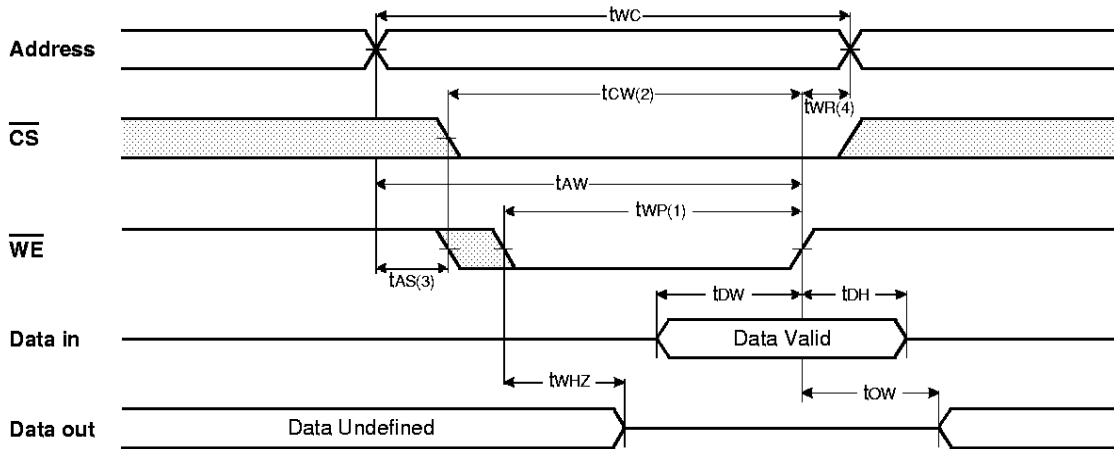 tWC
Address
tCW(2)
tWR(4)
CS
tAW
tWP(1)
WE
tAS(3)
tDW
tDH
Data in
Data Valid
tWHZ
tOW
Data out
Data Undefined